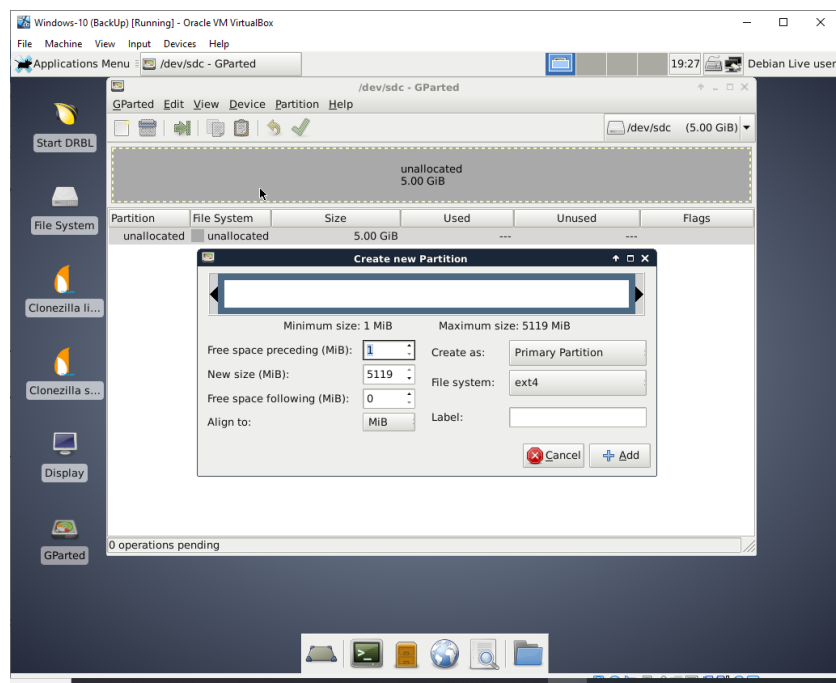 Windows-10 (BackUp) [Running] - Oracle VM VirtualBox
File Machine View Input Devices Help
Applications Menu /dev/sdc - GParted 19:27 Debian Live user
/dev/sdc - GParted
GParted Edit View Device Partition Help
/dev/sdc (5.00 GiB)
unallocated
5.00 GiB
Partition File System Size Used Unused Flags
unallocated unallocated 5.00 GiB --- ---
Create new Partition
Minimum size: 1 MiB Maximum size: 5119 MiB
Free space preceding (MiB): 1 Create as: Primary Partition
New size (MiB): 5119
File system: ext4
Free space following (MiB): 0
Align to: MiB Label:
Cancel Add
0 operations pending
Start DRBL
File System
Clonezilla li...
Clonezilla s...
Display
GParted